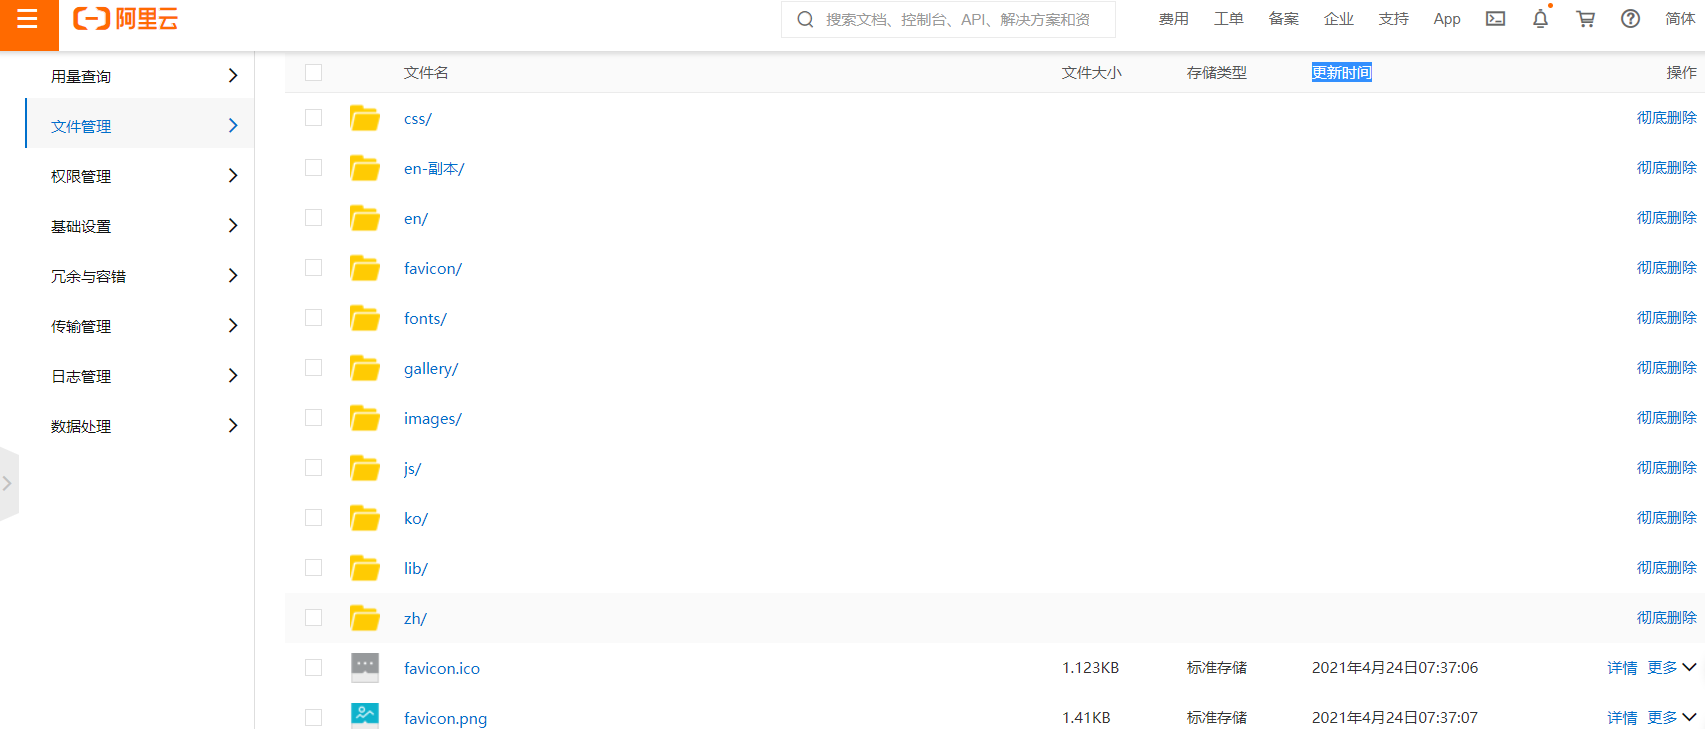 阿里云
搜索文档、控制台、API、解决方案和资
费用 工单 备案 企业 支持 App 简体
用量查询
文件管理
权限管理
基础设置
冗余与容错
传输管理
日志管理
数据处理
文件名 文件大小 存储类型 更新时间 操作
css/ 彻底删除
en-副本/ 彻底删除
en/ 彻底删除
favicon/ 彻底删除
fonts/ 彻底删除
gallery/ 彻底删除
images/ 彻底删除
js/ 彻底删除
ko/ 彻底删除
lib/ 彻底删除
zh/ 彻底删除
favicon.ico 1.123KB 标准存储 2021年4月24日07:37:06 详情 更多
favicon.png 1.41KB 标准存储 2021年4月24日07:37:07 详情 更多